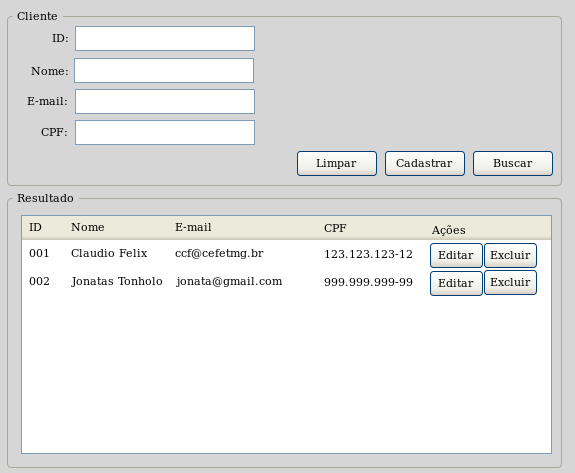 Cliente
ID:
Nome:
E-mail:
CPF:
Limpar Cadastrar Buscar
Resultado
ID Nome E-mail CPF Ações
001 Claudio Felix ccf@cefetmg.br 123.123.123-12 Editar Excluir
002 Jonatas Tonholo jonata@gmail.com 999.999.999-99 Editar Excluir